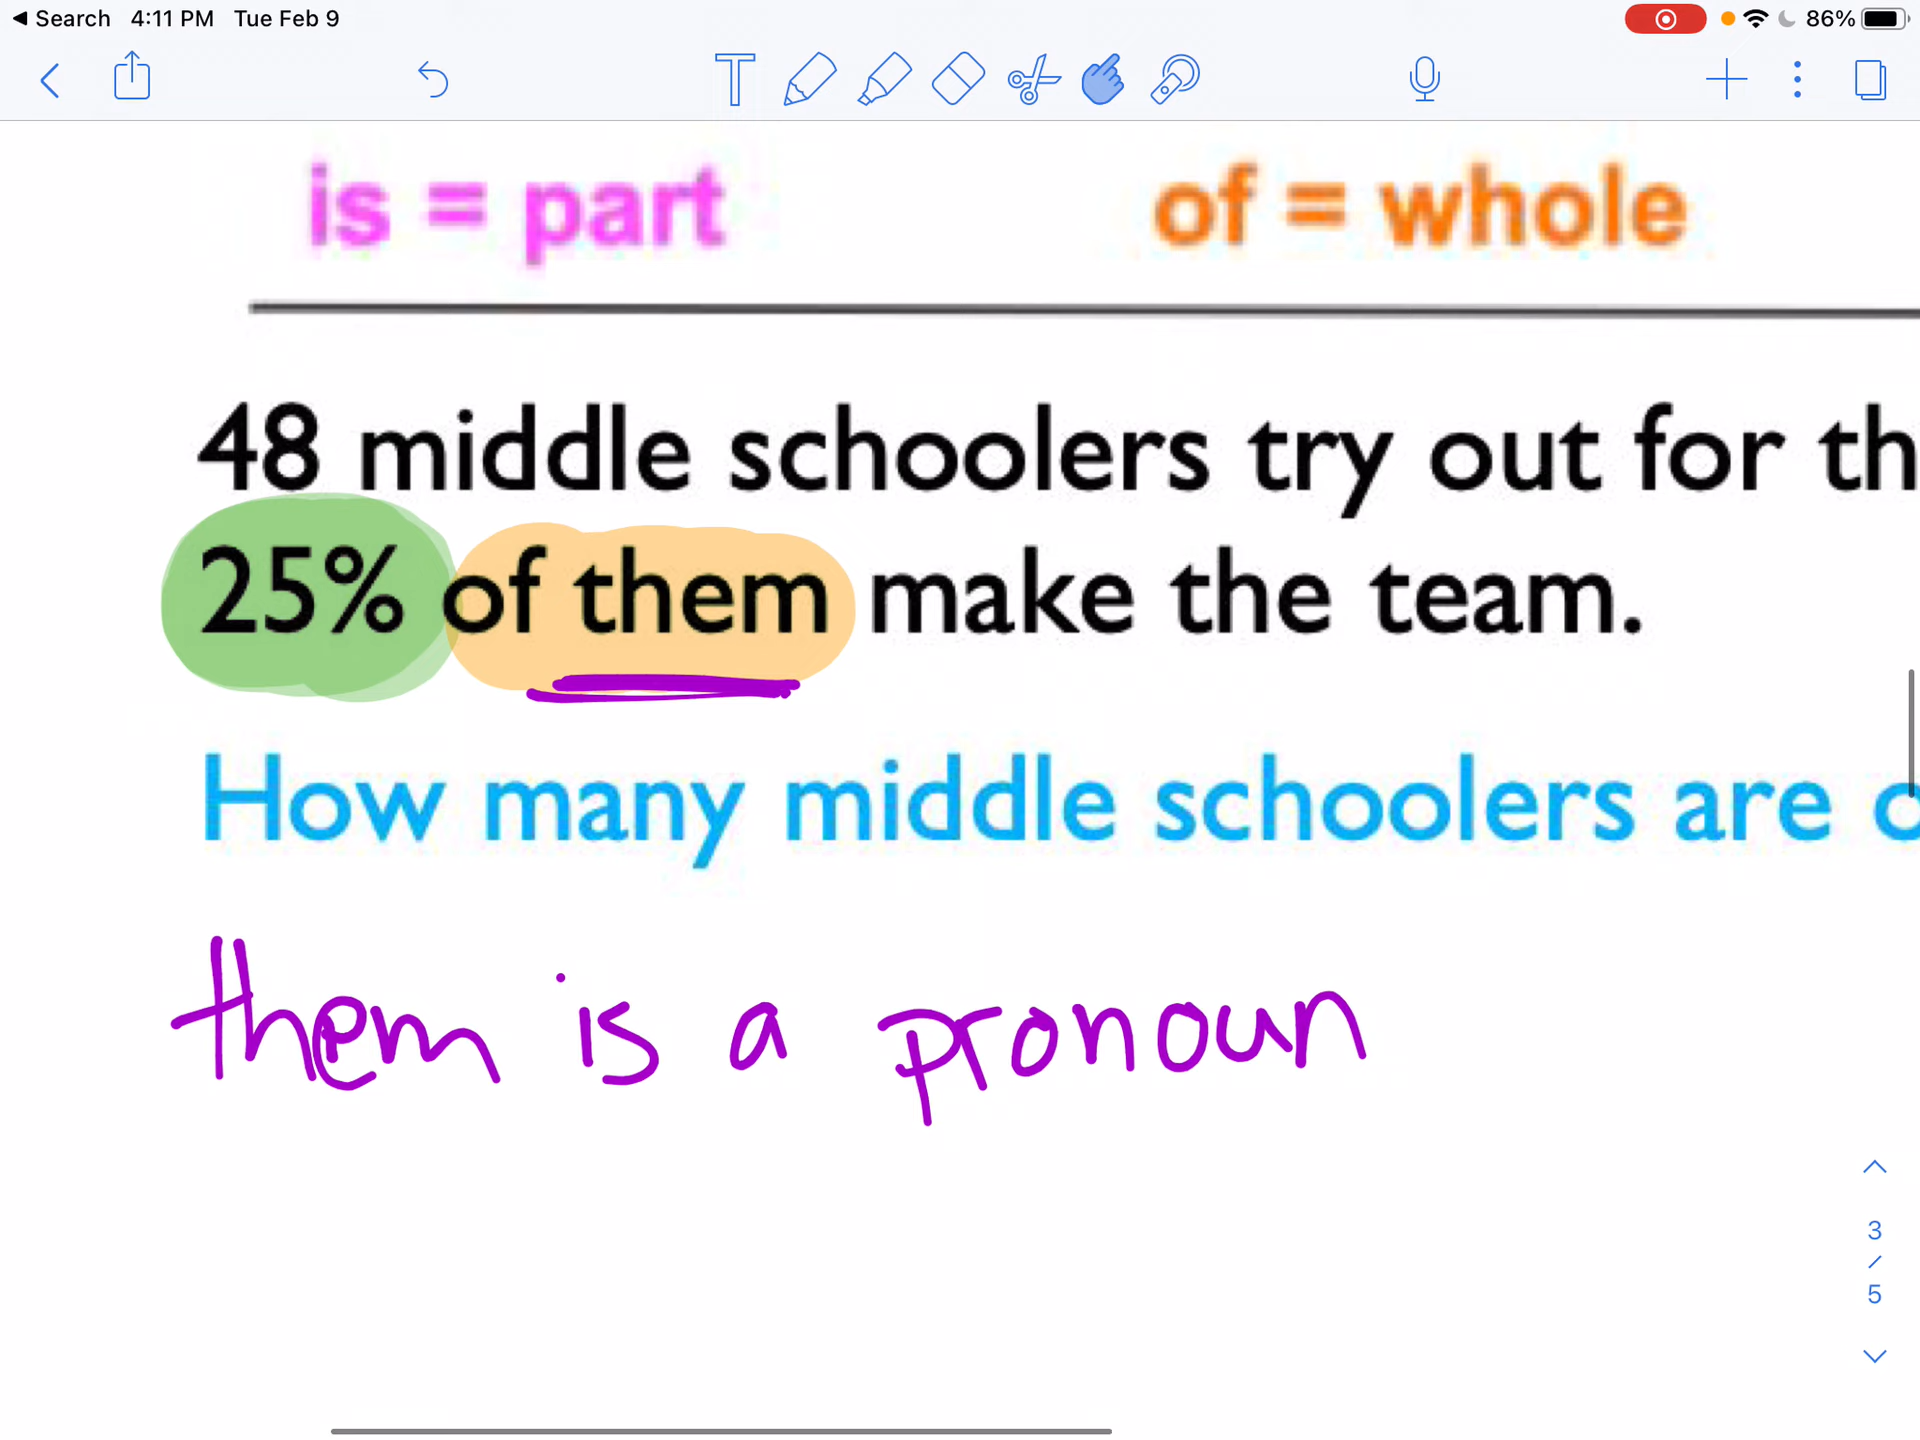 Search 4:11 PM Tue Feb 9 86%
is = part of = whole
48 middle schoolers try out for th
25% of them make the team.
How many middle schoolers are
them is a pronoun
3
/
5